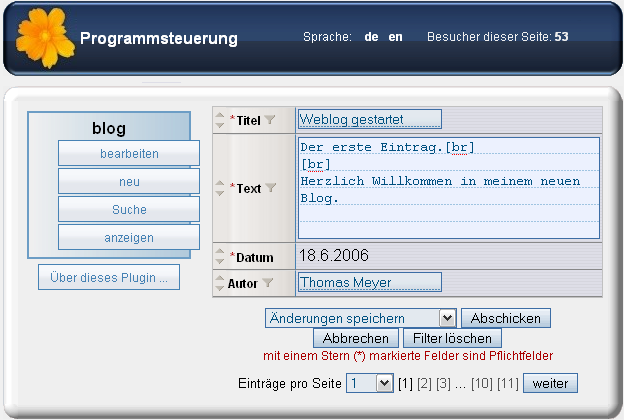 Programmsteuerung Sprache: de en Besucher dieser Seite: 53
blog
bearbeiten
neu
Suche
anzeigen
Über dieses Plugin ...
*Titel Weblog gestartet
*Text Der erste Eintrag.[br]
[br]
Herzlich Willkommen in meinem neuen
Blog.
*Datum 18.6.2006
Autor Thomas Meyer
Änderungen speichern Abschicken
Abbrechen Filter löschen
mit einem Stern (*) markierte Felder sind Pflichtfelder
Einträge pro Seite 1 [1] [2] [3] ... [10] [11] weiter